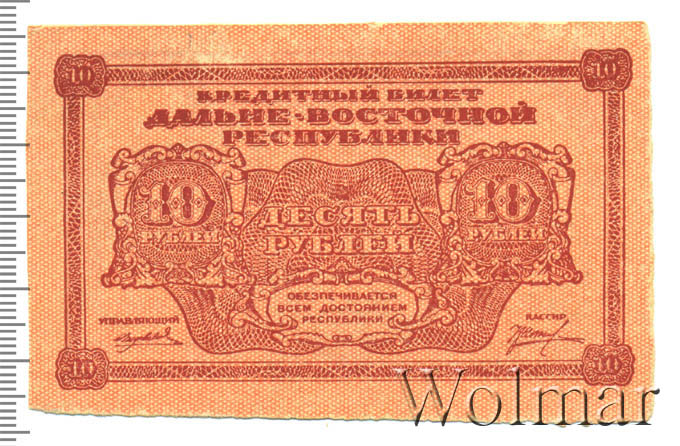 10 10
КРЕДИТНЫЙ БИЛЕТ
ДАЛЬНЕ-ВОСТОЧНОЙ
РЕСПУБЛИКИ
10 РУБЛЕЙ
ДЕСЯТЬ
РУБЛЕЙ
10 РУБЛЕЙ
ОБЕСПЕЧИВАЕТСЯ
ВСЕМ ДОСТОЯНИЕМ
РЕСПУБЛИКИ
УПРАВЛЯЮЩИЙ
КАССИР
10 10
Wolmar